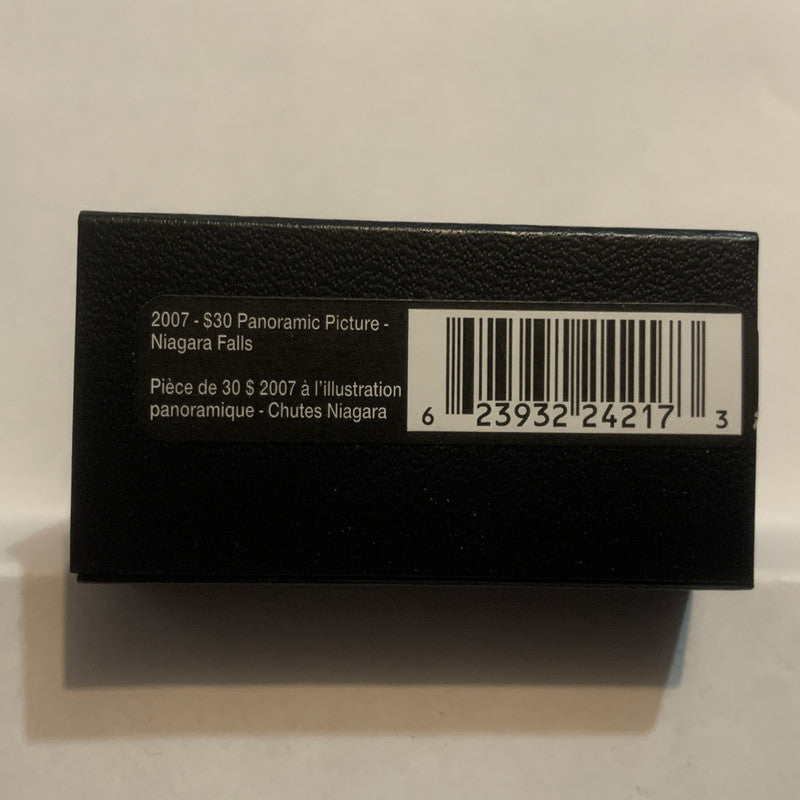 2007 - $30 Panoramic Picture -
Niagara Falls
Pièce de 30 $ 2007 à l'illustration
panoramique - Chutes Niagara
6 23932 24217 3